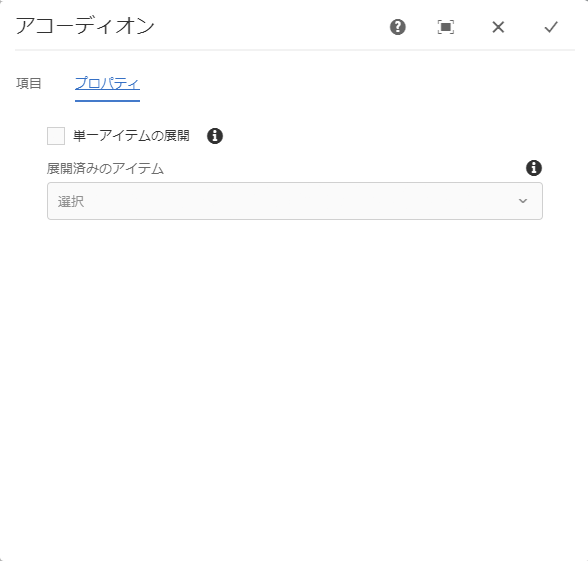 アコーディオン
項目 プロパティ
単一アイテムの展開
展開済みのアイテム
選択